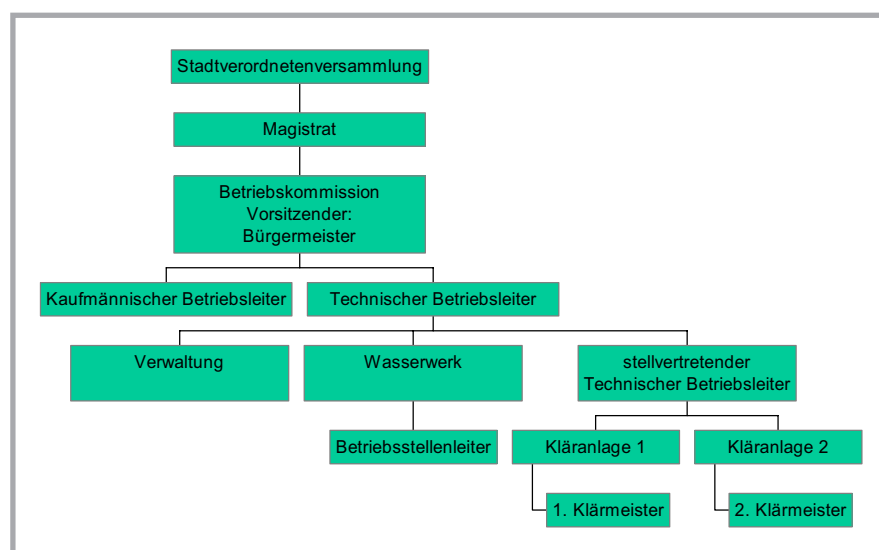 Stadtverordnetenversammlung
Magistrat
Betriebskommission
Vorsitzender:
Bürgermeister
Kaufmännischer Betriebsleiter
Technischer Betriebsleiter
Verwaltung
Wasserwerk
stellvertretender
Technischer Betriebsleiter
Betriebsstellenleiter
Kläranlage 1
Kläranlage 2
1. Klärmeister
2. Klärmeister